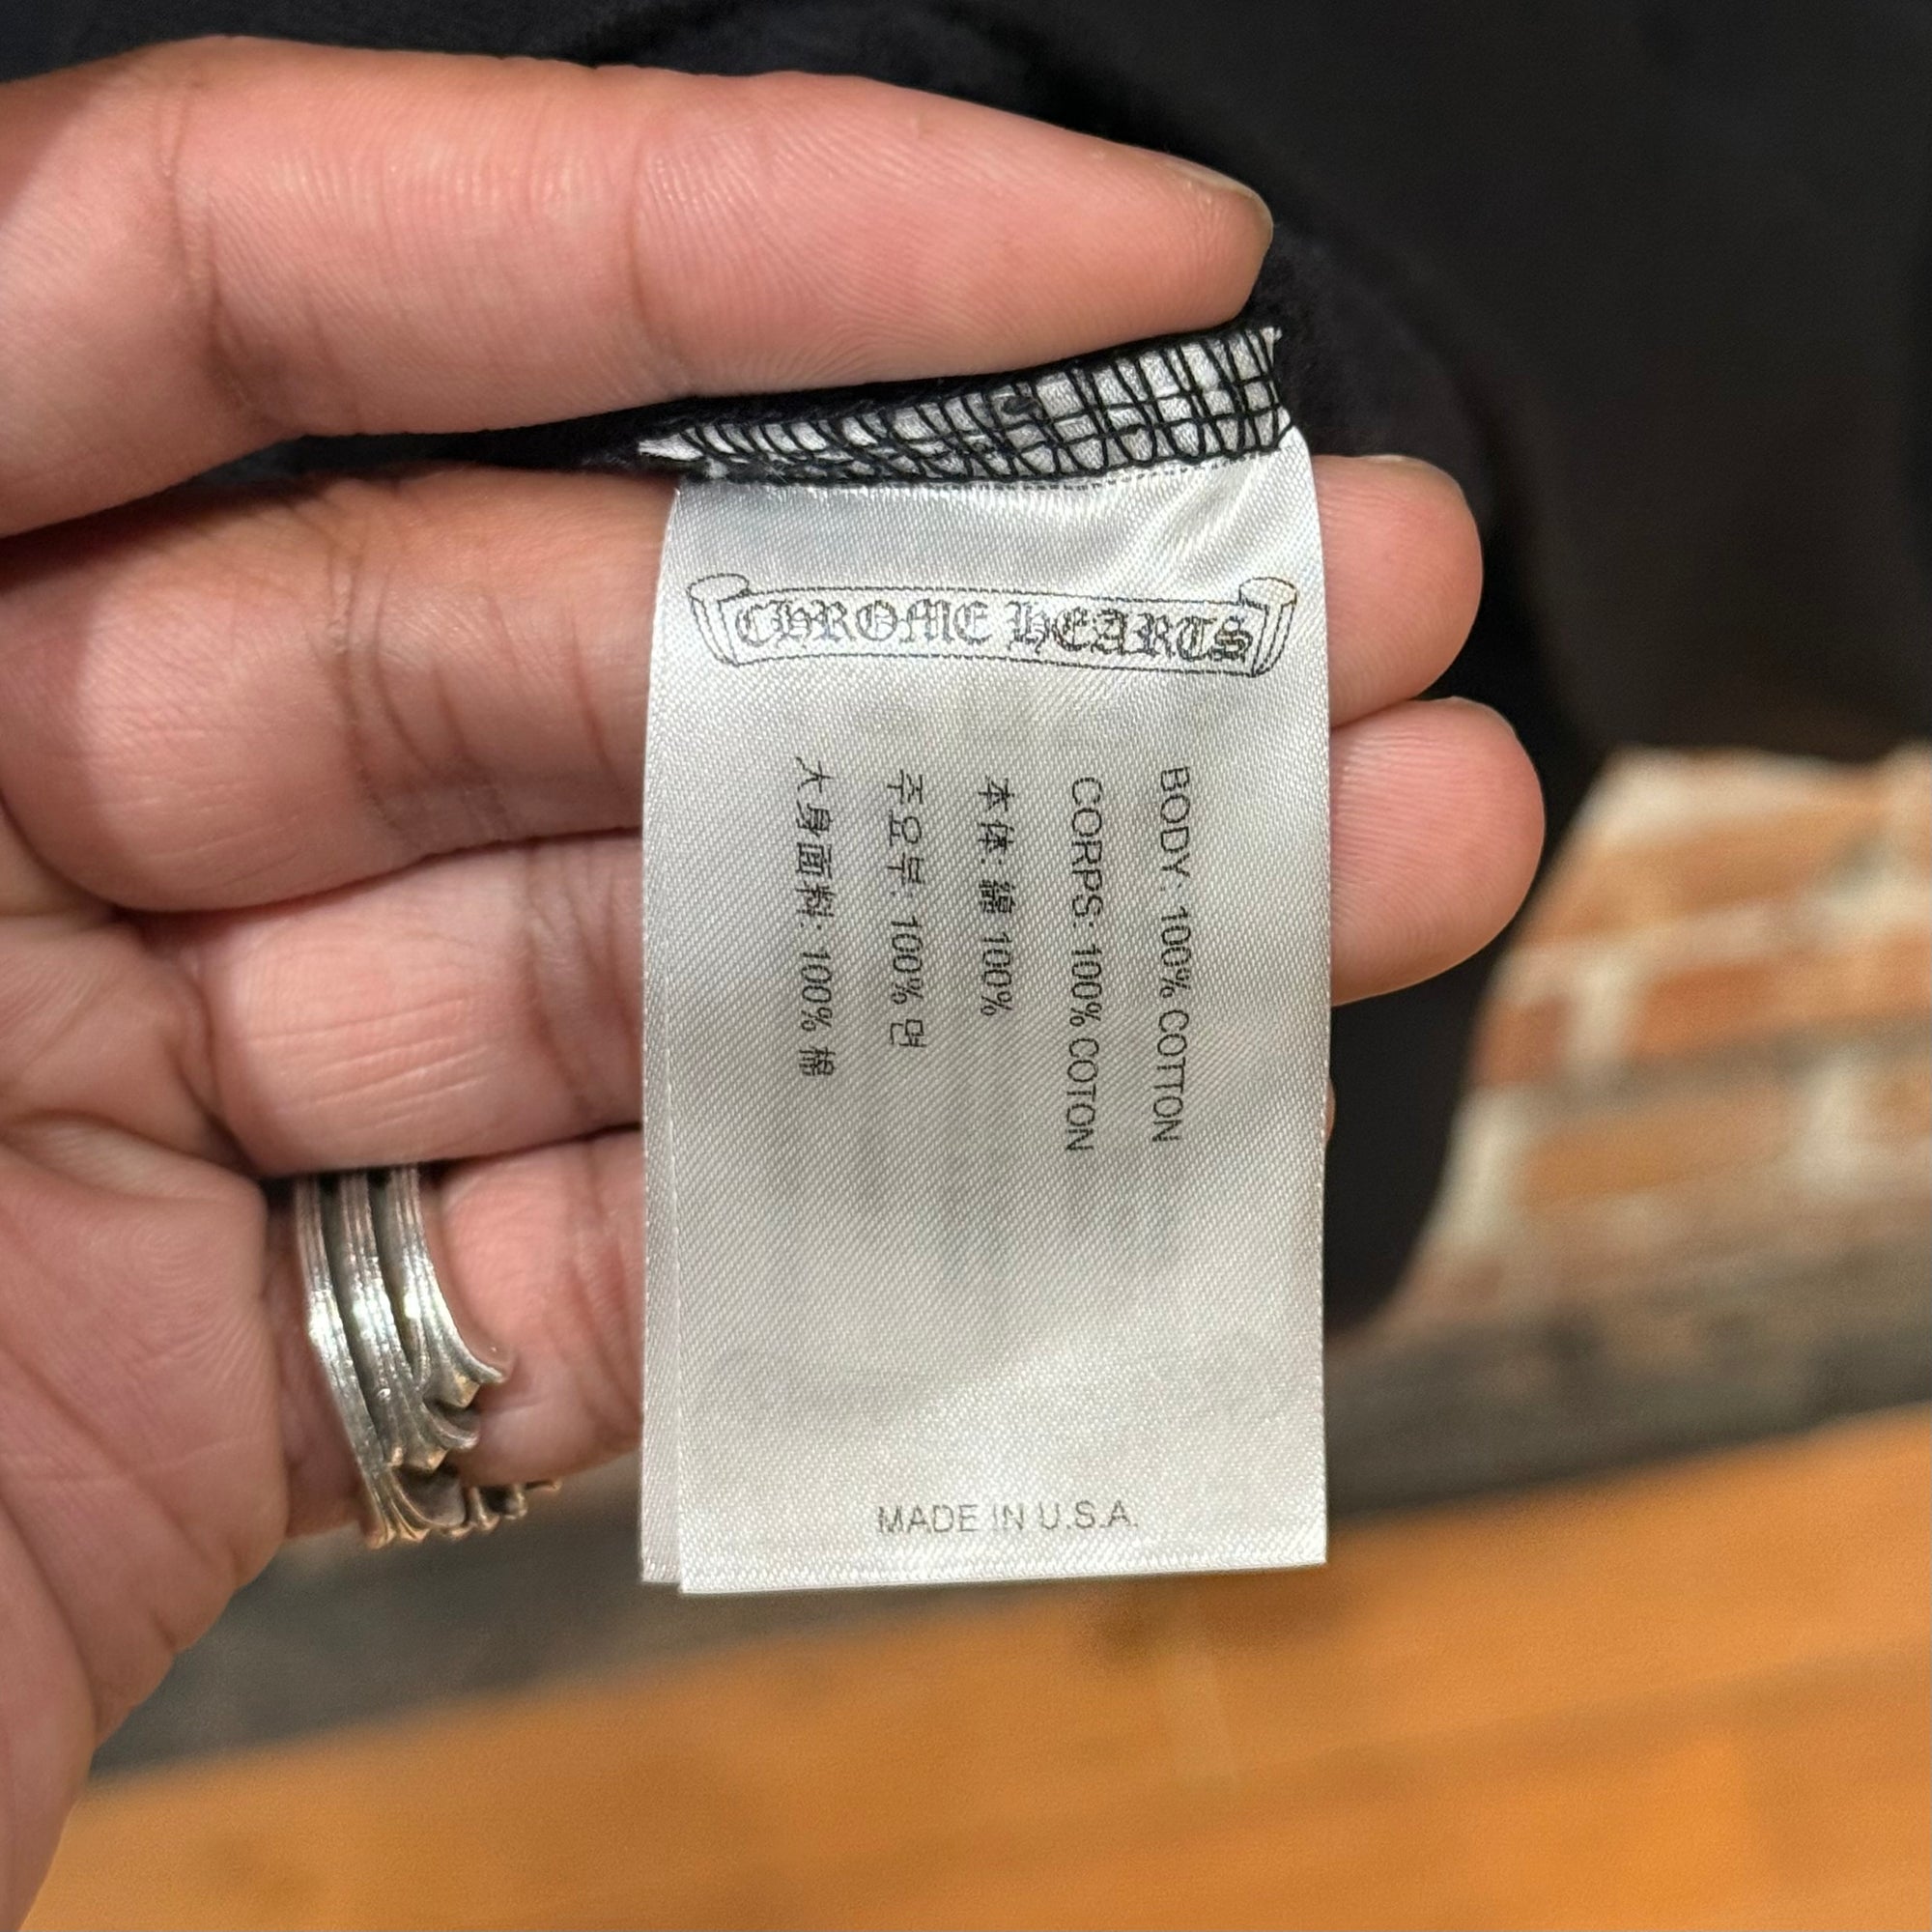 CHROME HEARTS
BODY: 100% COTTON
CORPS: 100% COTON
本体: 綿 100%
주요부: 100% 면
大身面料: 100% 棉
MADE IN U.S.A.